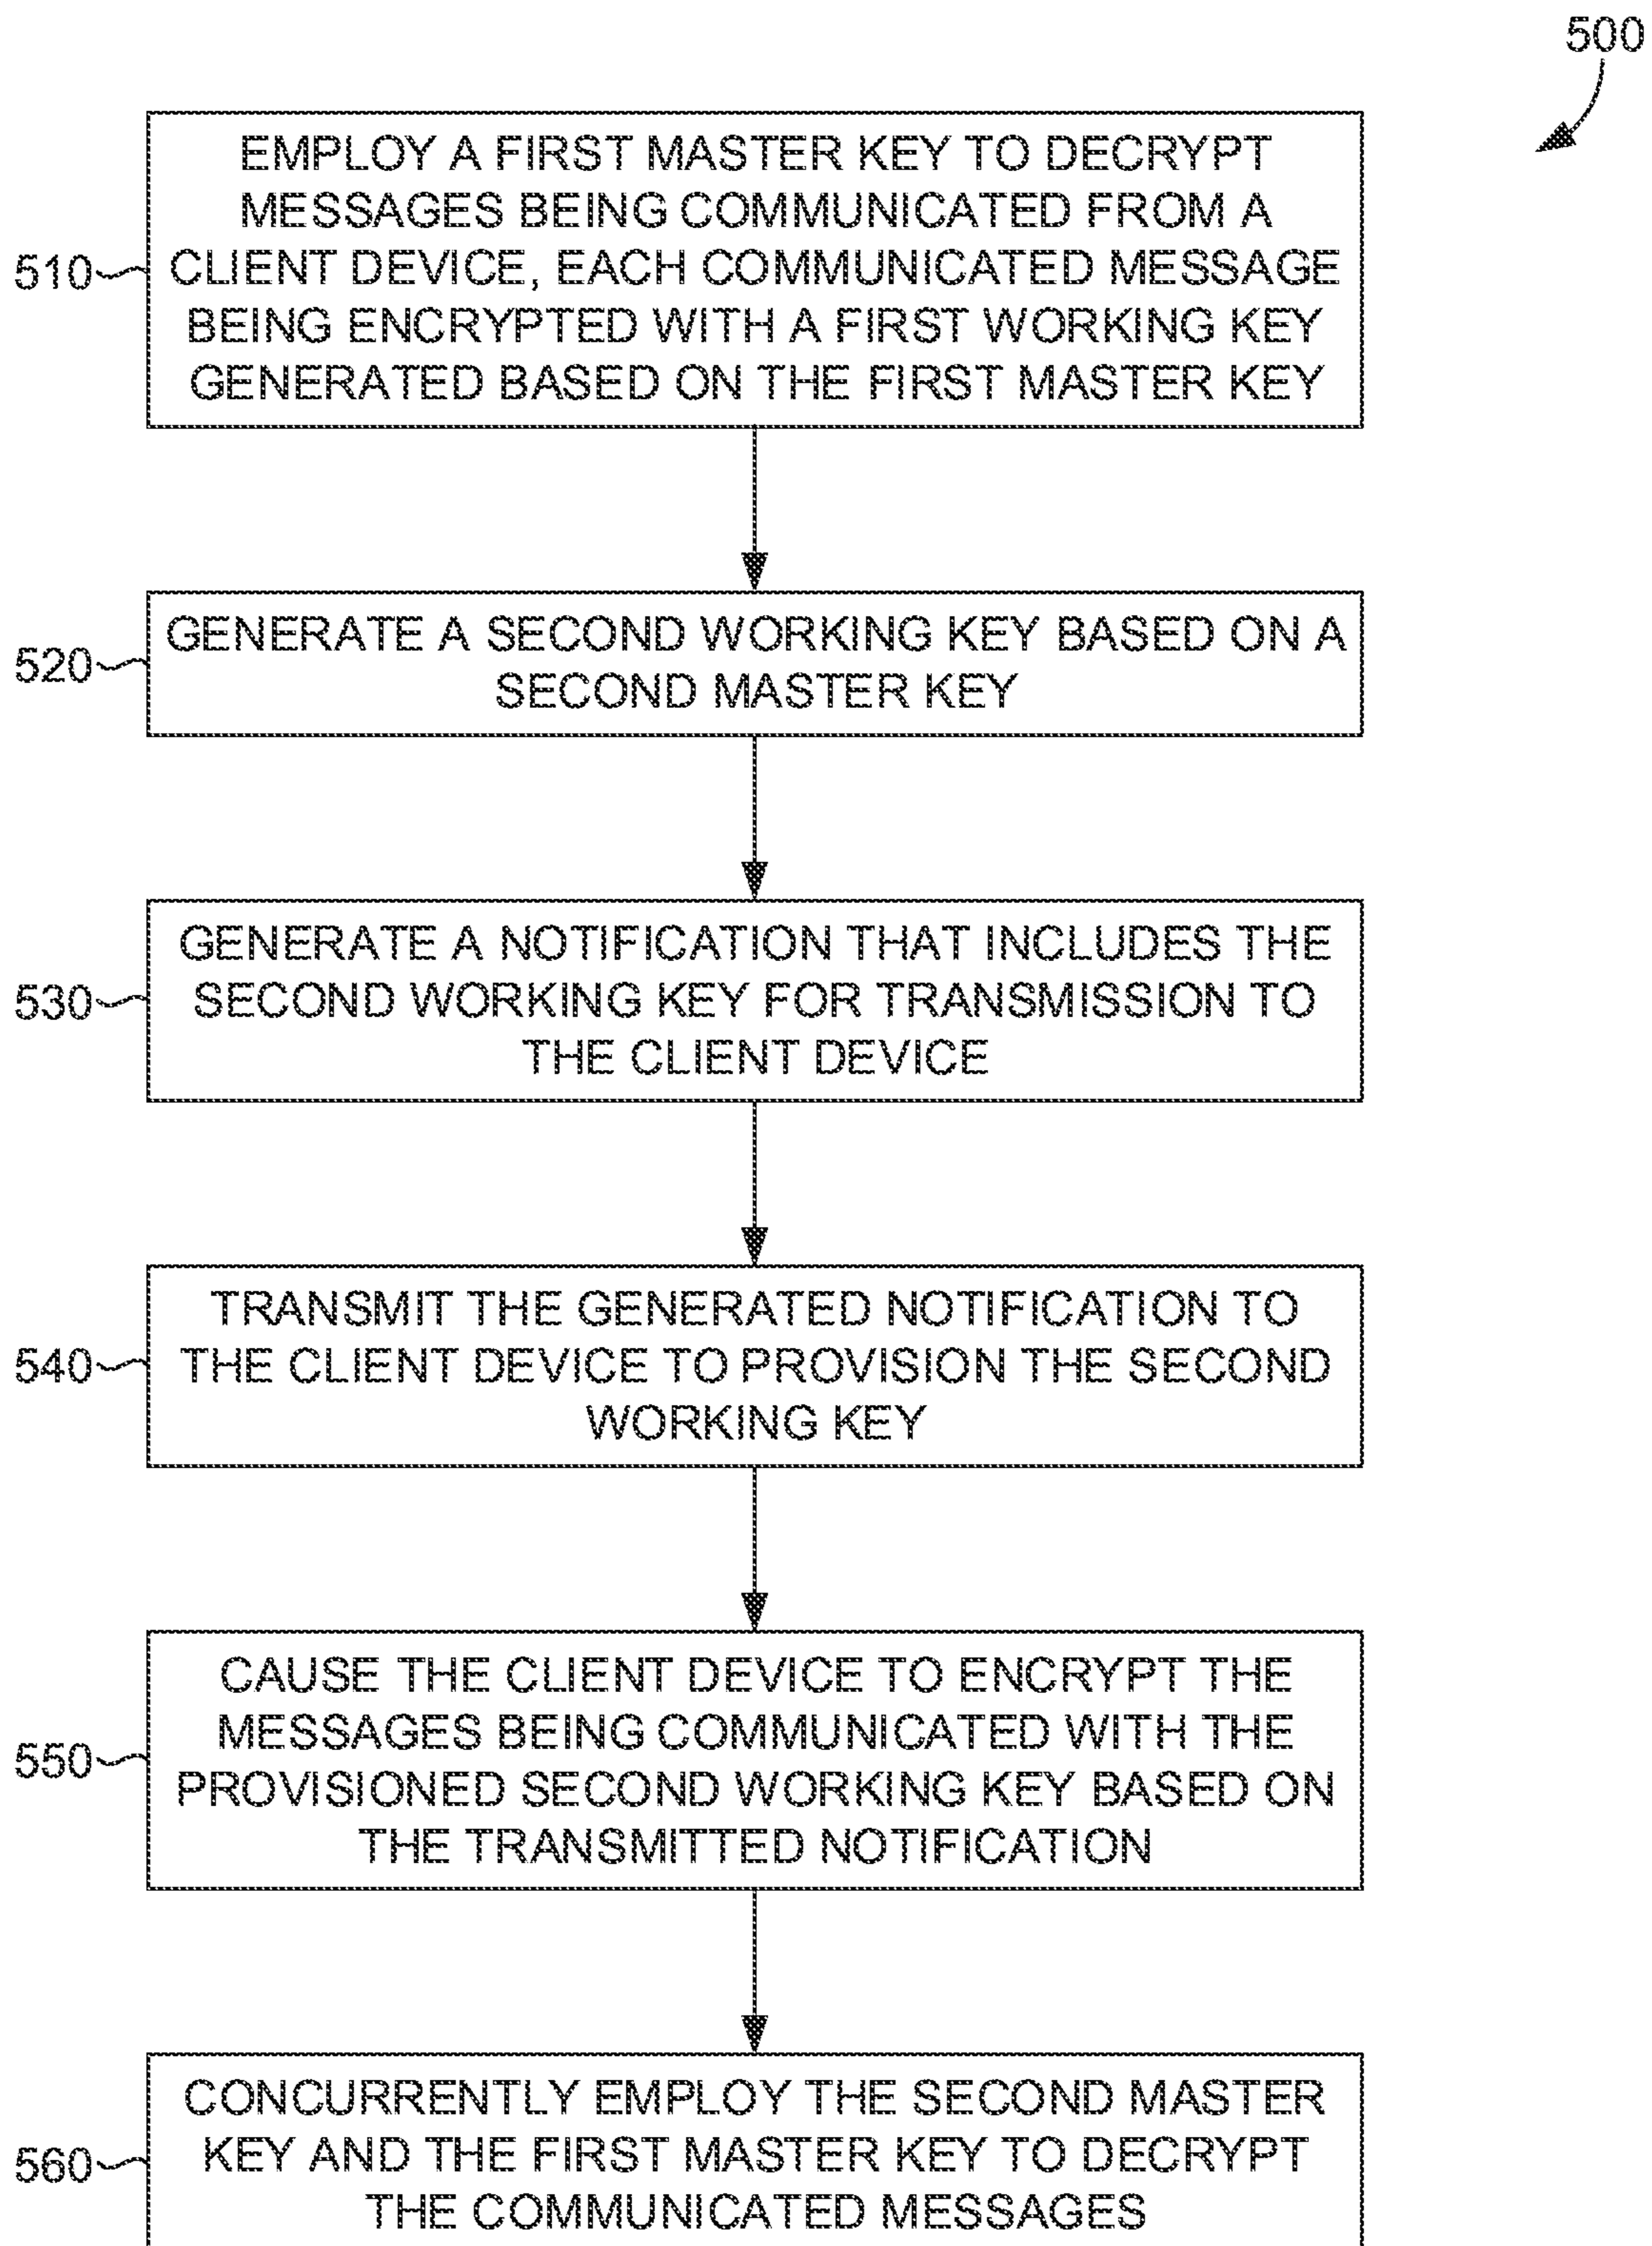 500
EMPLOY A FIRST MASTER KEY TO DECRYPT
MESSAGES BEING COMMUNICATED FROM A
CLIENT DEVICE, EACH COMMUNICATED MESSAGE
BEING ENCRYPTED WITH A FIRST WORKING KEY
GENERATED BASED ON THE FIRST MASTER KEY
510
GENERATE A SECOND WORKING KEY BASED ON A
SECOND MASTER KEY
520
GENERATE A NOTIFICATION THAT INCLUDES THE
SECOND WORKING KEY FOR TRANSMISSION TO
THE CLIENT DEVICE
530
TRANSMIT THE GENERATED NOTIFICATION TO
THE CLIENT DEVICE TO PROVISION THE SECOND
WORKING KEY
540
CAUSE THE CLIENT DEVICE TO ENCRYPT THE
MESSAGES BEING COMMUNICATED WITH THE
PROVISIONED SECOND WORKING KEY BASED ON
THE TRANSMITTED NOTIFICATION
550
CONCURRENTLY EMPLOY THE SECOND MASTER
KEY AND THE FIRST MASTER KEY TO DECRYPT
THE COMMUNICATED MESSAGES
560